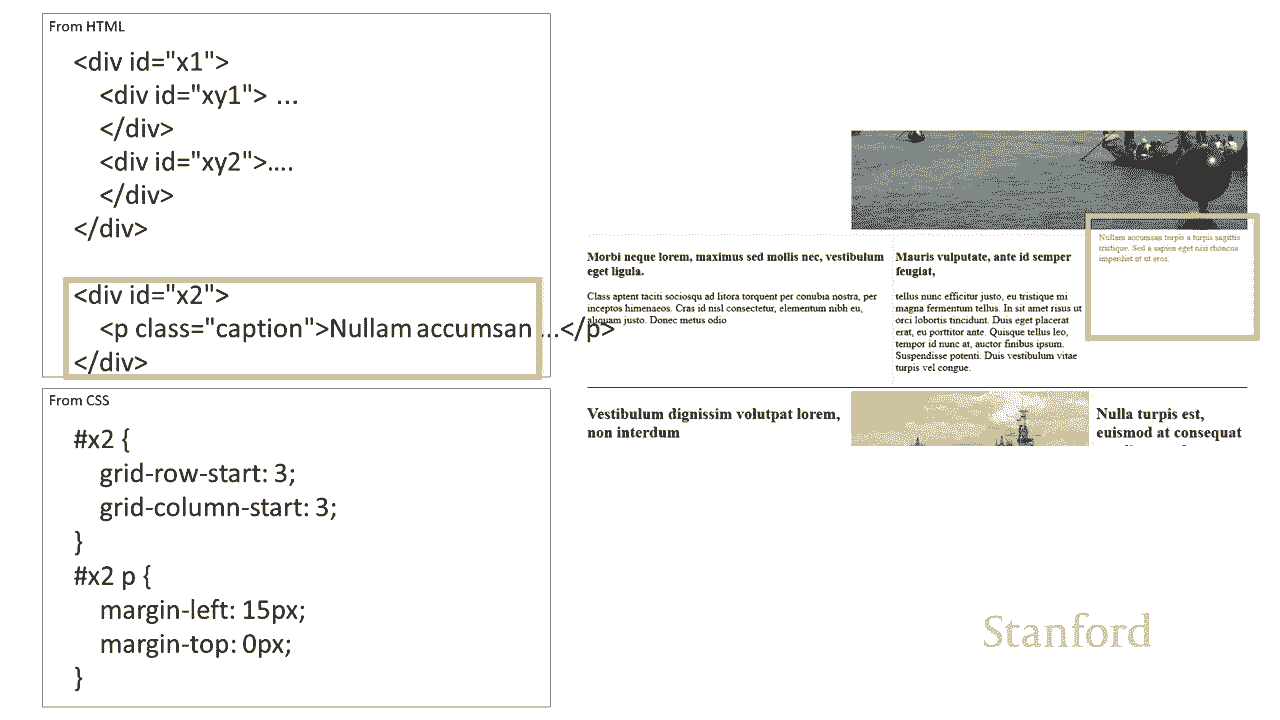 From HTML
<div id="x1">
<div id="xy1"> ...
</div>
<div id="xy2">....
</div>
</div>
<div id="x2">
<p class="caption">Nullam accumsan ...</p>
</div>
From CSS
#x2 {
grid-row-start: 3;
grid-column-start: 3;
}
#x2 p {
margin-left: 15px;
margin-top: 0px;
}
Morbi neque lorem, maximus sed mollis nec, vestibulum
eget ligula.
Class aptent taciti sociosqu ad litora torquent per conubia nostra, per
inceptos himenaeos. Cras id nisl consectetur, elementum nibh eu,
aliquam justo. Donec metus odio
Mauris vulputate, ante id semper
feugiat,
tellus nunc efficitur justo, eu tristique mi
magna fermentum tellus. In sit amet risus ut
orci lobortis tincidunt. Duis eget placerat
erat, eu porttitor ante. Quisque tellus leo,
tempor id nunc at, auctor finibus ipsum.
Suspendisse potenti. Duis vestibulum vitae
turpis vel congue.
Nullam accumsan turpis a turpis sagittis
tristique. Sed a sapien eget nisi rhoncus
imperdiet ut ut eros.
Vestibulum dignissim volutpat lorem,
non interdum
Nulla turpis est,
euismod at consequat
Stanford